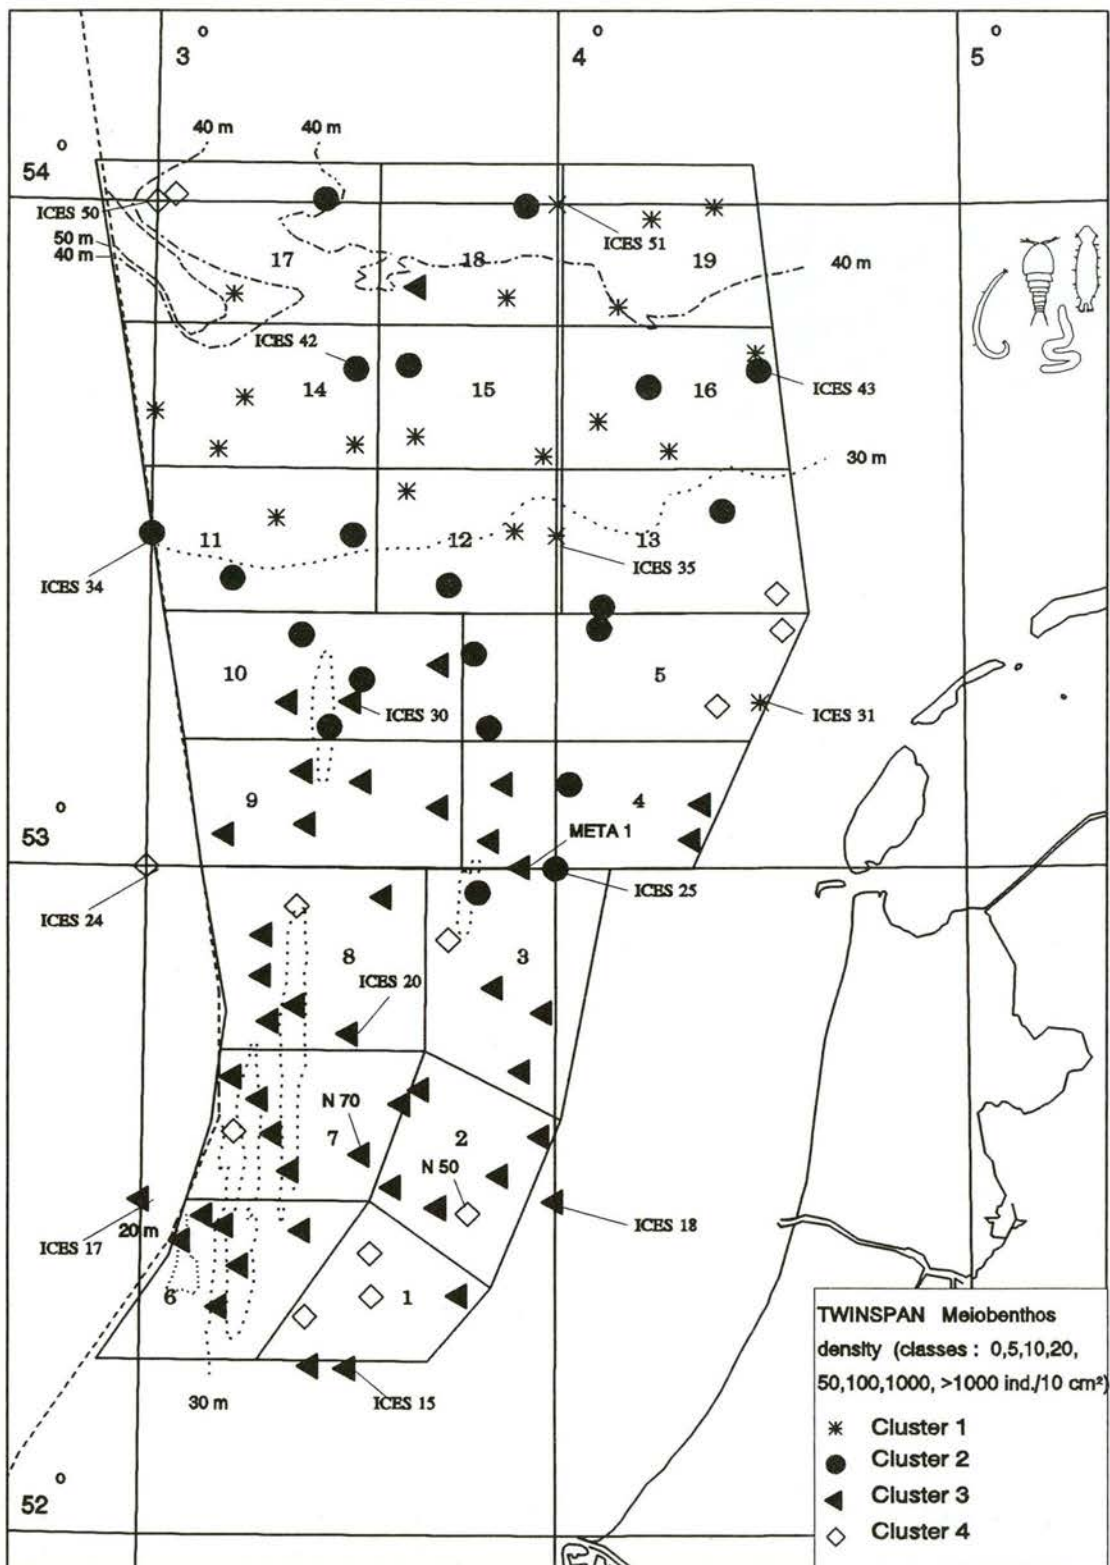 3°
4°
5°
40 m
40 m
54°
ICES 50
50 m
40 m
17
18
ICES 51
19
40 m
ICES 42
14
15
16
ICES 43
30 m
11
12
13
ICES 34
ICES 35
10
5
ICES 30
ICES 31
9
4
53°
META 1
ICES 24
ICES 25
8
3
ICES 20
N 70
7
2
N 50
ICES 17
20 m
ICES 18
6
1
30 m
ICES 15
52°
TWINSPAN Meiobenthos
density (classes : 0,5,10,20,
50,100,1000, >1000 ind./10 cm²)
Cluster 1
Cluster 2
Cluster 3
Cluster 4